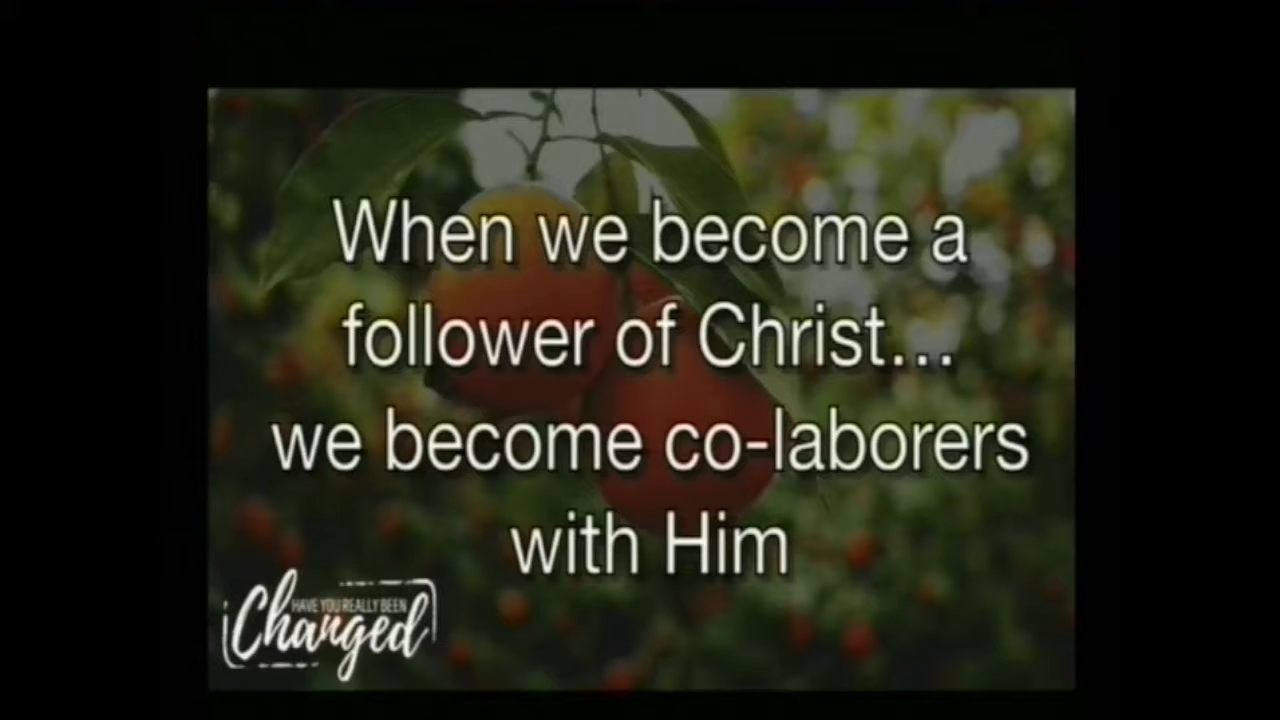 When we become a
follower of Christ...
we become co-laborers
with Him
HAVE YOU REALLY BEEN
Changed